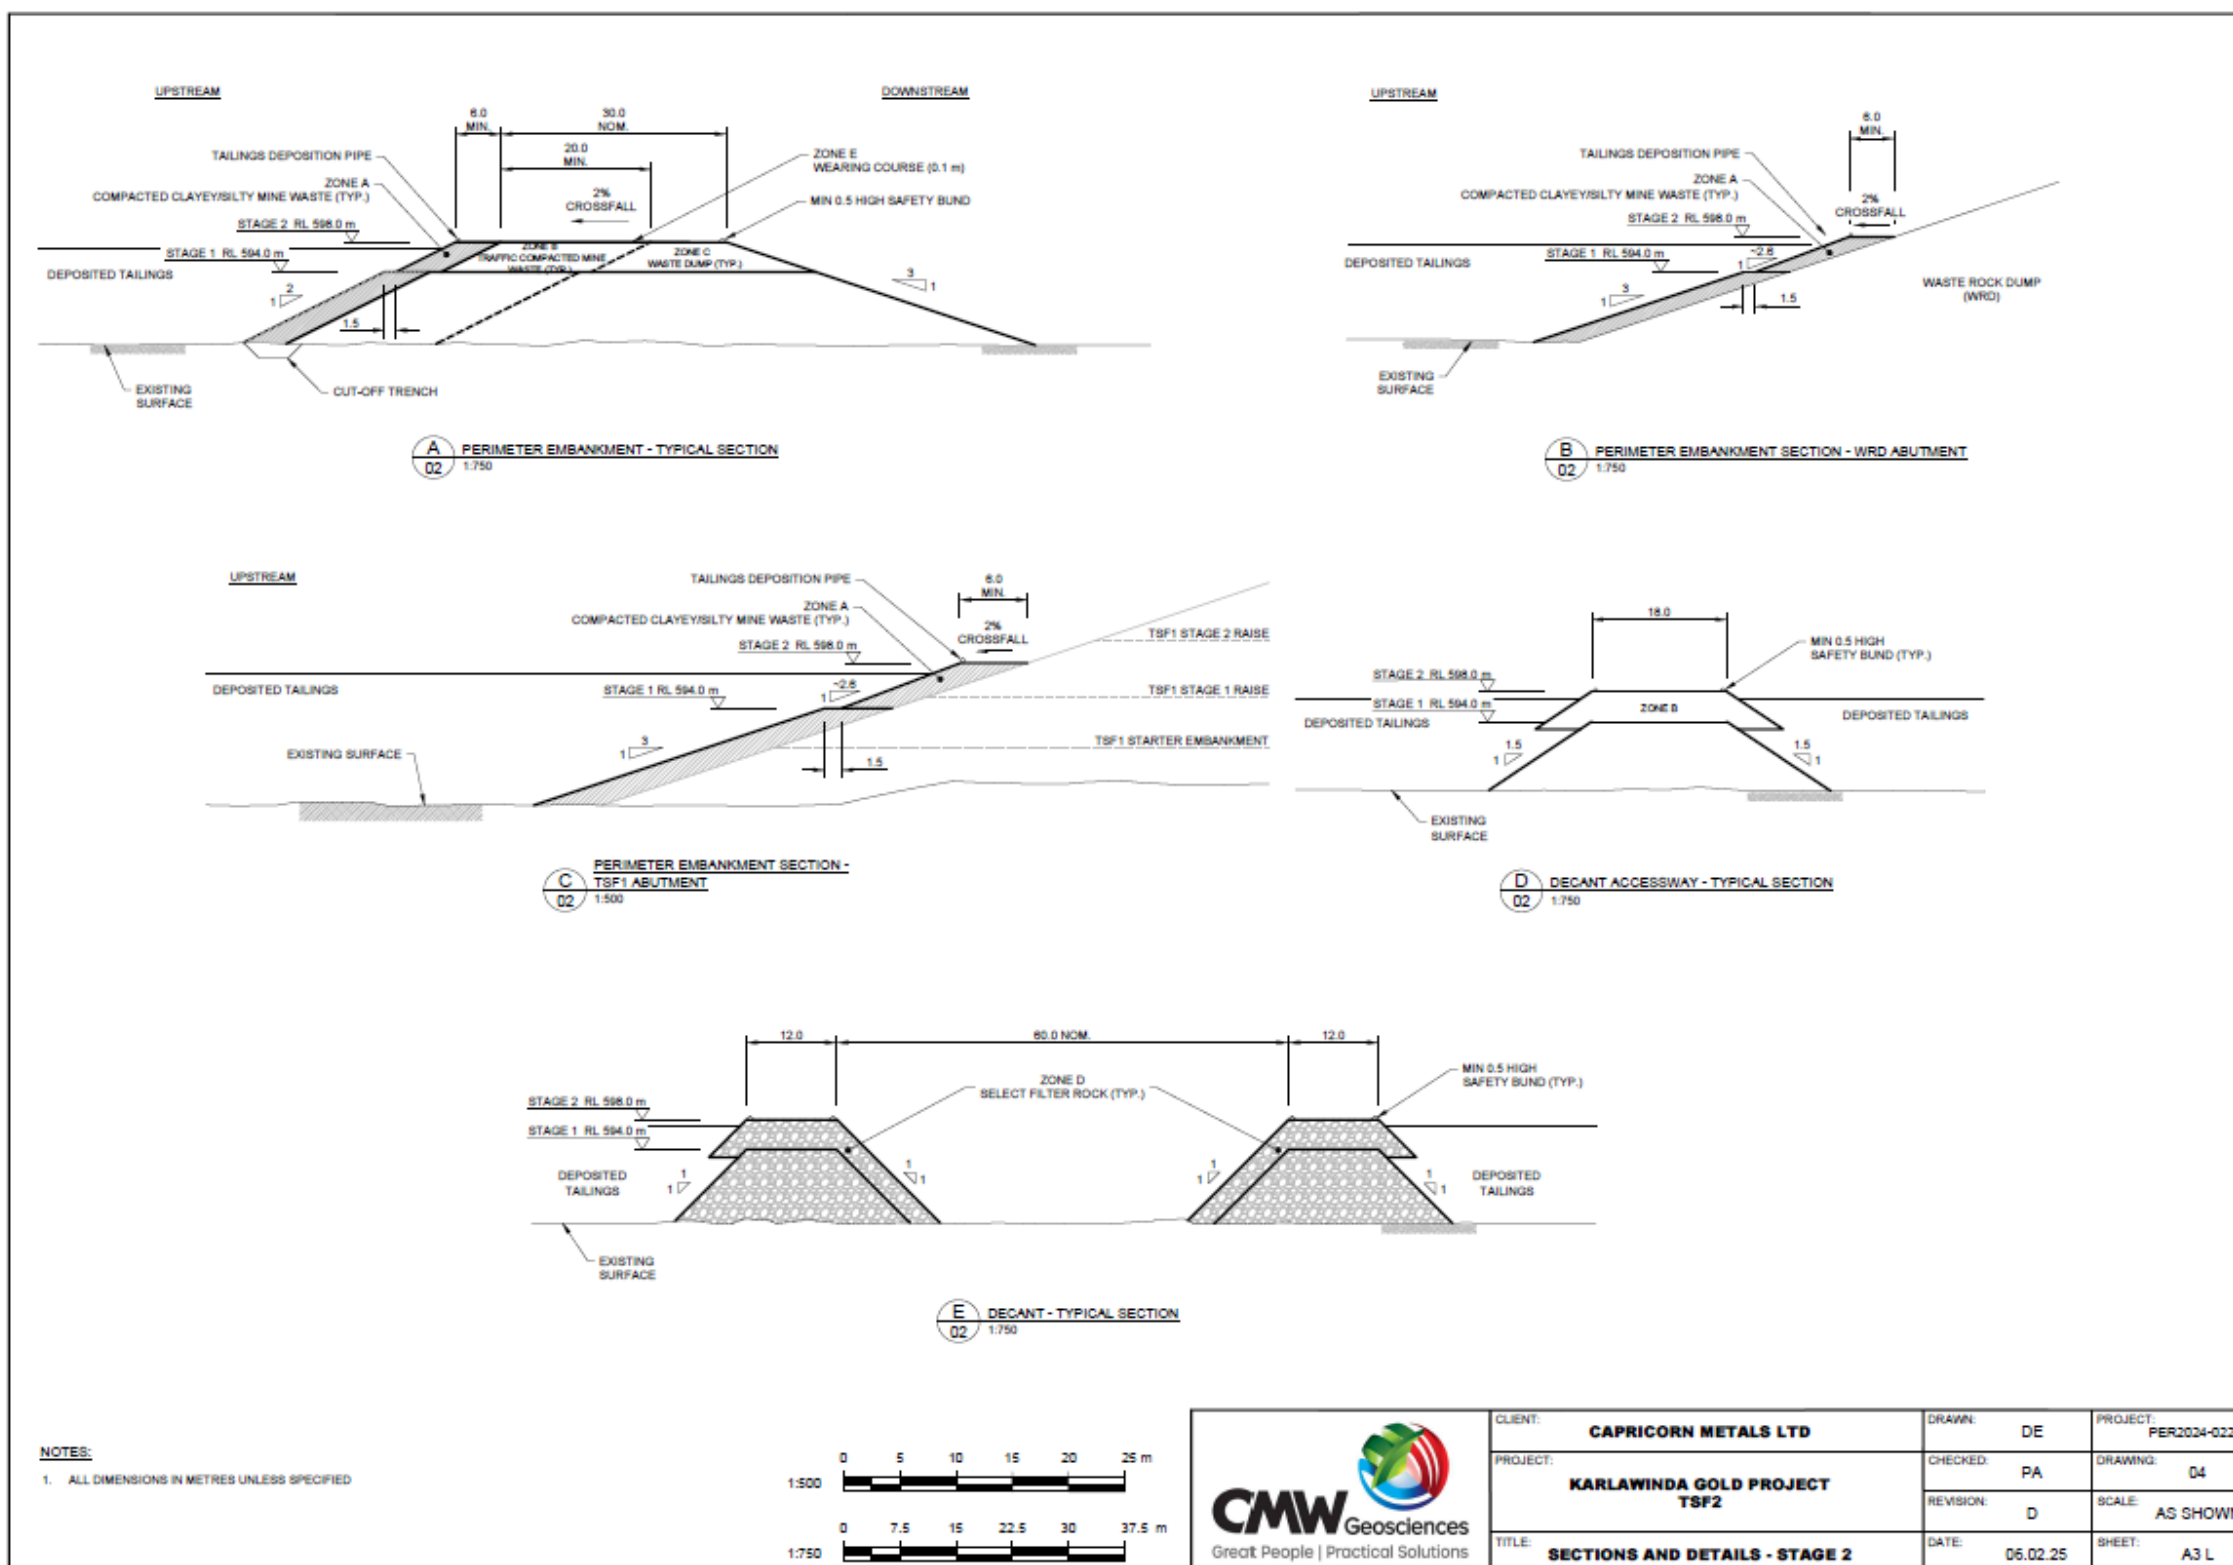 UPSTREAM
DOWNSTREAM
6.0
MIN.
30.0
NOM.
20.0
MIN.
TAILINGS DEPOSITION PIPE
ZONE E
WEARING COURSE (0.1 m)
ZONE A
COMPACTED CLAYEY/SILTY MINE WASTE (TYP.)
2%
CROSSFALL
MIN 0.5 HIGH SAFETY BUND
STAGE 2 RL 598.0 m
STAGE 1 RL 594.0 m
ZONE B
TRAFFIC COMPACTED MINE
WASTE (TYP.)
ZONE C
WASTE DUMP (TYP.)
DEPOSITED TAILINGS
2
1
3
1
1.5
EXISTING
SURFACE
CUT-OFF TRENCH
A
02
PERIMETER EMBANKMENT - TYPICAL SECTION
1:750
UPSTREAM
6.0
MIN.
TAILINGS DEPOSITION PIPE
ZONE A
COMPACTED CLAYEY/SILTY MINE WASTE (TYP.)
2%
CROSSFALL
STAGE 2 RL 598.0 m
STAGE 1 RL 594.0 m
~2.6
1
DEPOSITED TAILINGS
WASTE ROCK DUMP
(WRD)
3
1
1.5
EXISTING
SURFACE
B
02
PERIMETER EMBANKMENT SECTION - WRD ABUTMENT
1:750
UPSTREAM
TAILINGS DEPOSITION PIPE
6.0
MIN.
ZONE A
COMPACTED CLAYEY/SILTY MINE WASTE (TYP.)
2%
CROSSFALL
STAGE 2 RL 598.0 m
TSF1 STAGE 2 RAISE
DEPOSITED TAILINGS
STAGE 1 RL 594.0 m
~2.6
1
TSF1 STAGE 1 RAISE
3
1
TSF1 STARTER EMBANKMENT
EXISTING SURFACE
1.5
C
02
PERIMETER EMBANKMENT SECTION -
TSF1 ABUTMENT
1:500
18.0
MIN 0.5 HIGH
SAFETY BUND (TYP.)
STAGE 2 RL 598.0 m
STAGE 1 RL 594.0 m
ZONE B
DEPOSITED TAILINGS
DEPOSITED TAILINGS
1.5
1
1.5
1
EXISTING
SURFACE
D
02
DECANT ACCESSWAY - TYPICAL SECTION
1:750
12.0
60.0 NOM.
12.0
ZONE D
SELECT FILTER ROCK (TYP.)
MIN 0.5 HIGH
SAFETY BUND (TYP.)
STAGE 2 RL 598.0 m
STAGE 1 RL 594.0 m
DEPOSITED
TAILINGS
1
1
1
1
1
1
1
1
DEPOSITED
TAILINGS
EXISTING
SURFACE
E
02
DECANT - TYPICAL SECTION
1:750
NOTES:
1. ALL DIMENSIONS IN METRES UNLESS SPECIFIED
0 5 10 15 20 25 m
1:500
0 7.5 15 22.5 30 37.5 m
1:750
CMW Geosciences
Great People | Practical Solutions
CLIENT: CAPRICORN METALS LTD
PROJECT: KARLAWINDA GOLD PROJECT
TSF2
TITLE: SECTIONS AND DETAILS - STAGE 2
DRAWN: DE
CHECKED: PA
REVISION: D
DATE: 06.02.25
PROJECT: PER2024-022
DRAWING: 04
SCALE: AS SHOWN
SHEET: A3 L